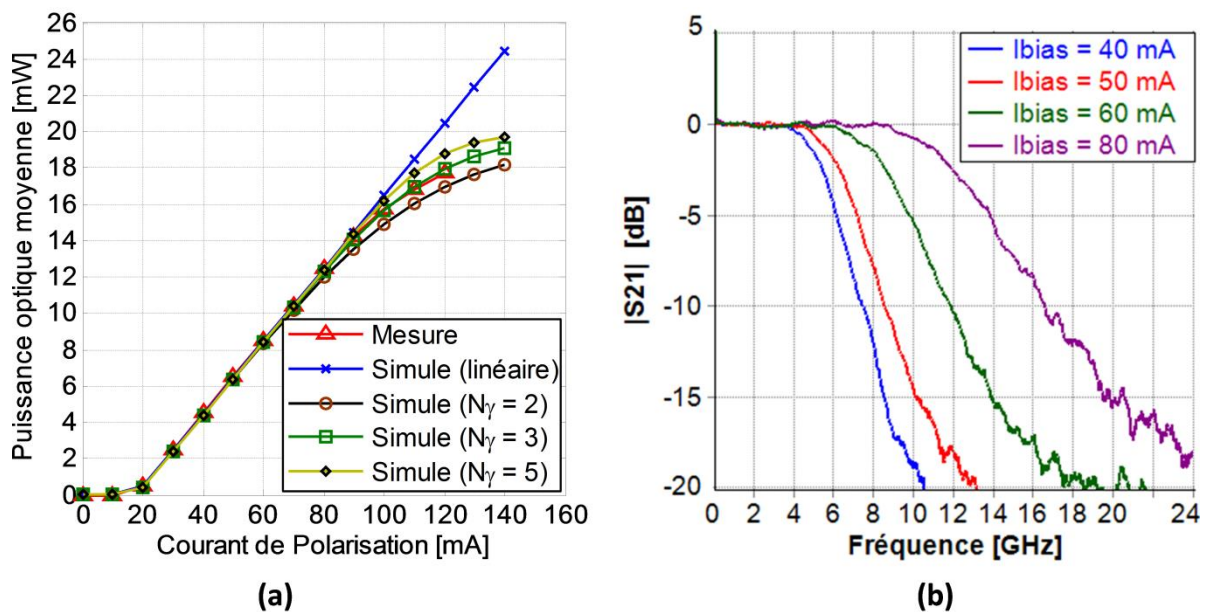 Puissance optique moyenne [mW]
26
24
22
20
18
16
14
12
10
8
6
4
2
0
0 20 40 60 80 100 120 140 160
Courant de Polarisation [mA]
Mesure
Simule (linéaire)
Simule (Nγ = 2)
Simule (Nγ = 3)
Simule (Nγ = 5)
(a)
|S21| [dB]
5
0
-5
-10
-15
-20
0 2 4 6 8 10 12 14 16 18 20 22 24
Fréquence [GHz]
Ibias = 40 mA
Ibias = 50 mA
Ibias = 60 mA
Ibias = 80 mA
(b)